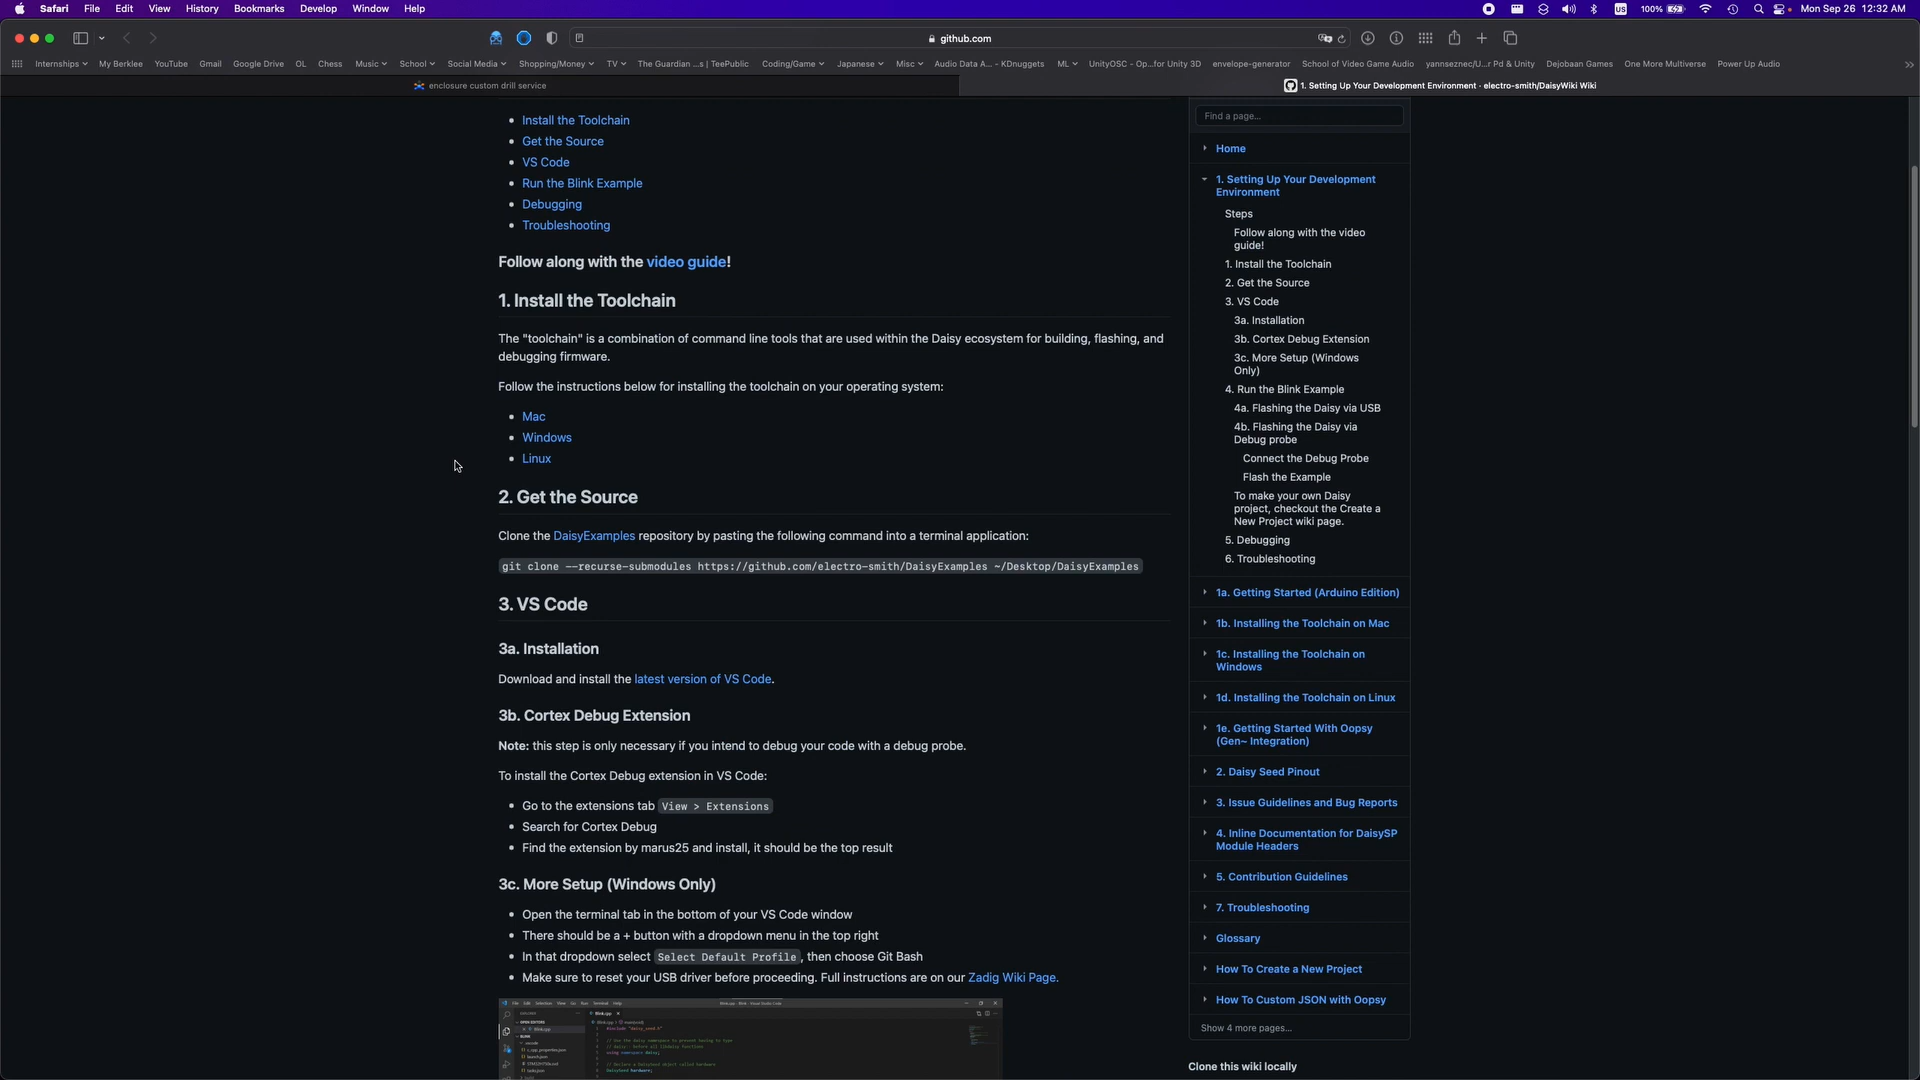 Safari File Edit View History Bookmarks Develop Window Help
US 100% Mon Sep 26 12:32 AM
github.com
Internships My Berklee YouTube Gmail Google Drive OL Chess Music School Social Media Shopping/Money TV The Guardian ...s | TeePublic Coding/Game Japanese Misc Audio Data A... - KDnuggets ML UnityOSC - Op...for Unity 3D envelope-generator School of Video Game Audio yannseznec/U...r Pd & Unity Dejobaan Games One More Multiverse Power Up Audio
enclosure custom drill service
1. Setting Up Your Development Environment · electro-smith/DaisyWiki Wiki
Install the Toolchain
Get the Source
VS Code
Run the Blink Example
Debugging
Troubleshooting
Follow along with the video guide!
1. Install the Toolchain
The "toolchain" is a combination of command line tools that are used within the Daisy ecosystem for building, flashing, and
debugging firmware.
Follow the instructions below for installing the toolchain on your operating system:
Mac
Windows
Linux
2. Get the Source
Clone the DaisyExamples repository by pasting the following command into a terminal application:
git clone --recurse-submodules https://github.com/electro-smith/DaisyExamples ~/Desktop/DaisyExamples
3. VS Code
3a. Installation
Download and install the latest version of VS Code.
3b. Cortex Debug Extension
Note: this step is only necessary if you intend to debug your code with a debug probe.
To install the Cortex Debug extension in VS Code:
Go to the extensions tab View > Extensions
Search for Cortex Debug
Find the extension by marus25 and install, it should be the top result
3c. More Setup (Windows Only)
Open the terminal tab in the bottom of your VS Code window
There should be a + button with a dropdown menu in the top right
In that dropdown select Select Default Profile, then choose Git Bash
Make sure to reset your USB driver before proceeding. Full instructions are on our Zadig Wiki Page.
Find a page...
Home
1. Setting Up Your Development
Environment
Steps
Follow along with the video
guide!
1. Install the Toolchain
2. Get the Source
3. VS Code
3a. Installation
3b. Cortex Debug Extension
3c. More Setup (Windows
Only)
4. Run the Blink Example
4a. Flashing the Daisy via USB
4b. Flashing the Daisy via
Debug probe
Connect the Debug Probe
Flash the Example
To make your own Daisy
project, checkout the Create a
New Project wiki page.
5. Debugging
6. Troubleshooting
1a. Getting Started (Arduino Edition)
1b. Installing the Toolchain on Mac
1c. Installing the Toolchain on
Windows
1d. Installing the Toolchain on Linux
1e. Getting Started With Oopsy
(Gen~ Integration)
2. Daisy Seed Pinout
3. Issue Guidelines and Bug Reports
4. Inline Documentation for DaisySP
Module Headers
5. Contribution Guidelines
7. Troubleshooting
Glossary
How To Create a New Project
How To Custom JSON with Oopsy
Show 4 more pages...
Clone this wiki locally